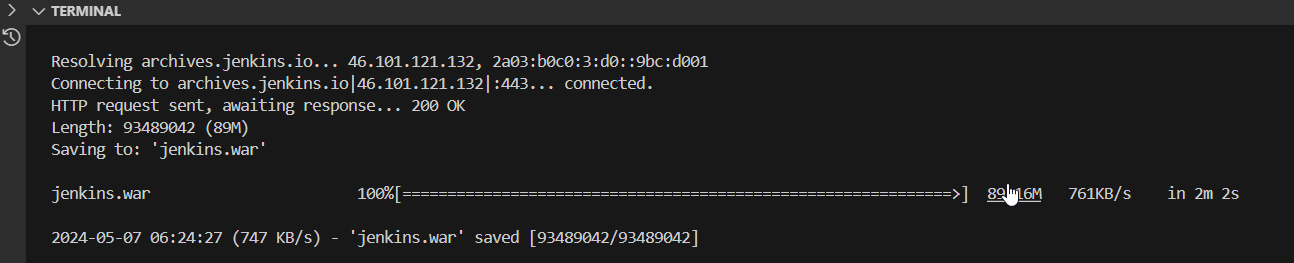 TERMINAL
Resolving archives.jenkins.io... 46.101.121.132, 2a03:b0c0:3:d0::9bc:d001
Connecting to archives.jenkins.io|46.101.121.132|:443... connected.
HTTP request sent, awaiting response... 200 OK
Length: 93489042 (89M)
Saving to: 'jenkins.war'
jenkins.war 100%[=============================================================>] 89.16M 761KB/s in 2m 2s
2024-05-07 06:24:27 (747 KB/s) - 'jenkins.war' saved [93489042/93489042]